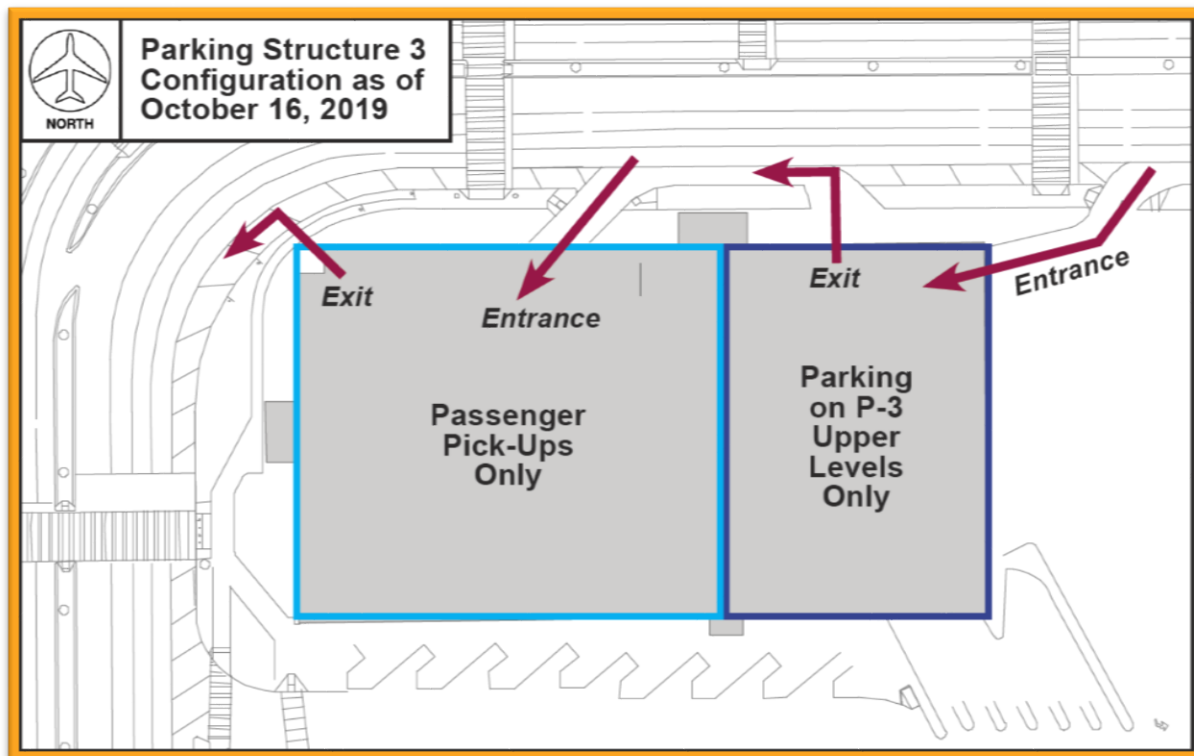 NORTH
Parking Structure 3
Configuration as of
October 16, 2019
Exit
Entrance
Exit
Entrance
Passenger
Pick-Ups
Only
Parking
on P-3
Upper
Levels
Only